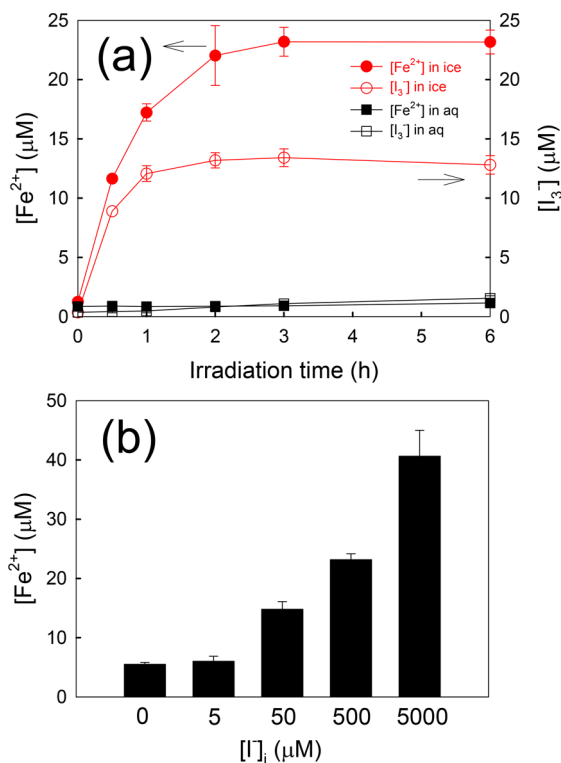 (a)
25
20
15
10
5
0
[Fe²⁺] (μM)
[Fe²⁺] in ice
[I₃⁻] in ice
[Fe²⁺] in aq
[I₃⁻] in aq
25
20
15
10
5
0
[I₃⁻] (μM)
0 1 2 3 4 5 6
Irradiation time (h)
(b)
50
40
30
20
10
0
[Fe²⁺] (μM)
0 5 50 500 5000
[I⁻]ᵢ (μM)